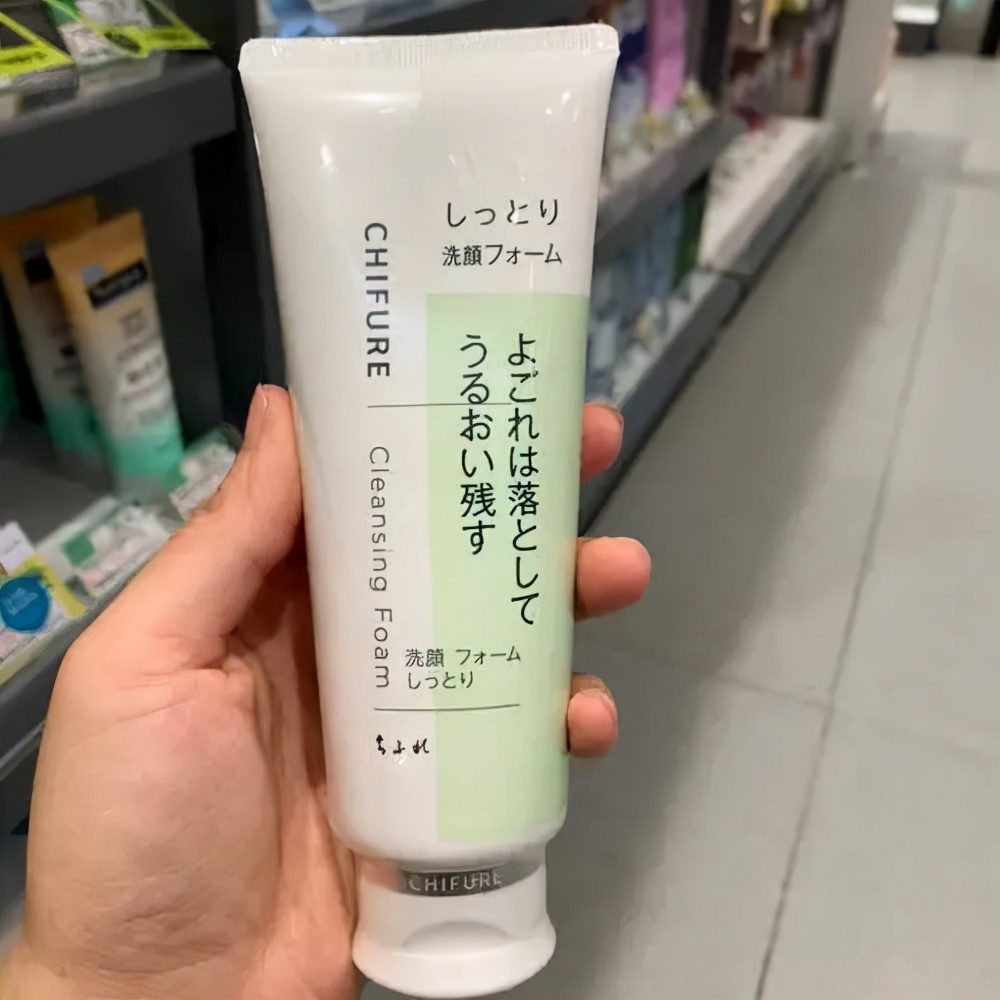 しっとり
洗顔フォーム
CHIFURE
Cleansing Foam
よごれは落として
うるおい残す
洗顔 フォーム
しっとり
ちふれ
CHIFURE